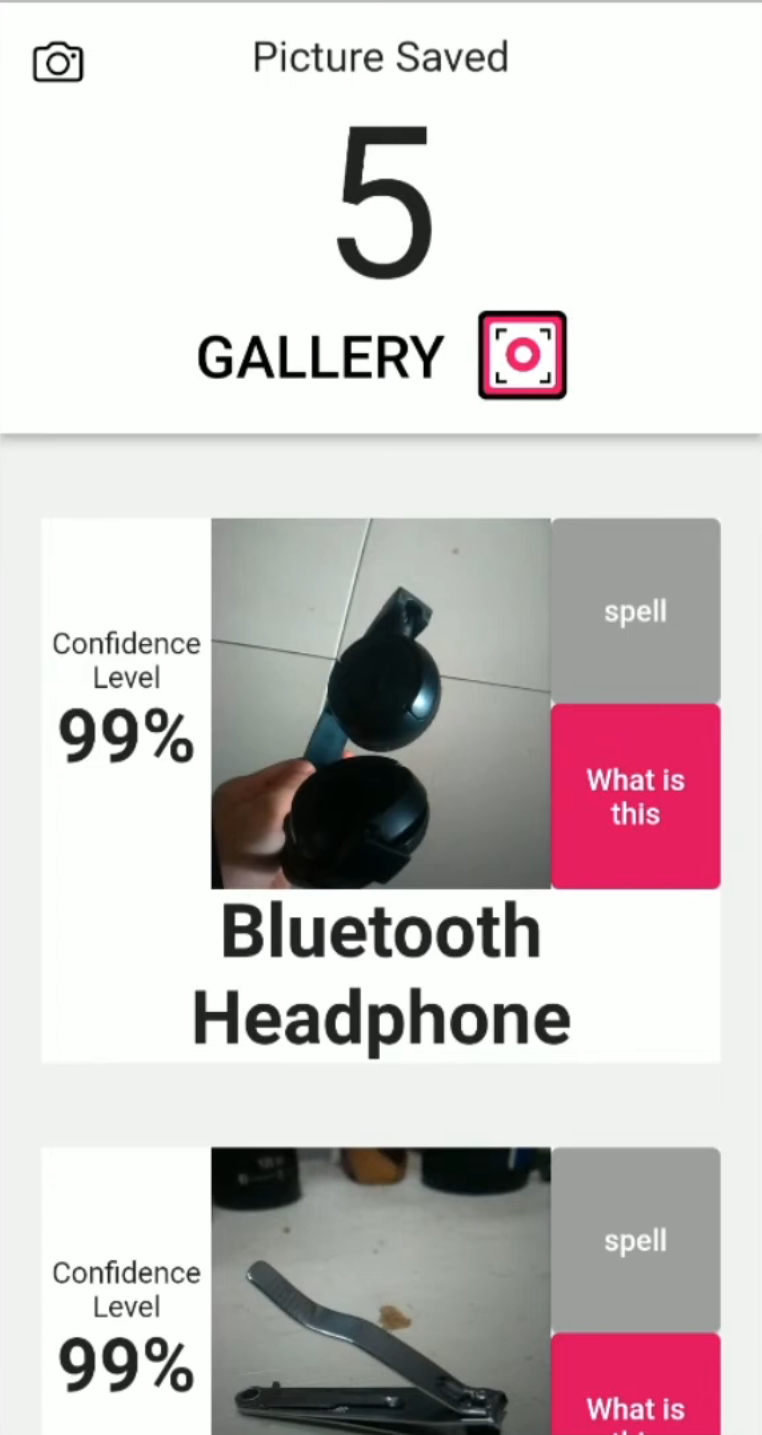 Picture Saved
5
GALLERY
Confidence
Level
99%
spell
What is
this
Bluetooth
Headphone
Confidence
Level
99%
spell
What is